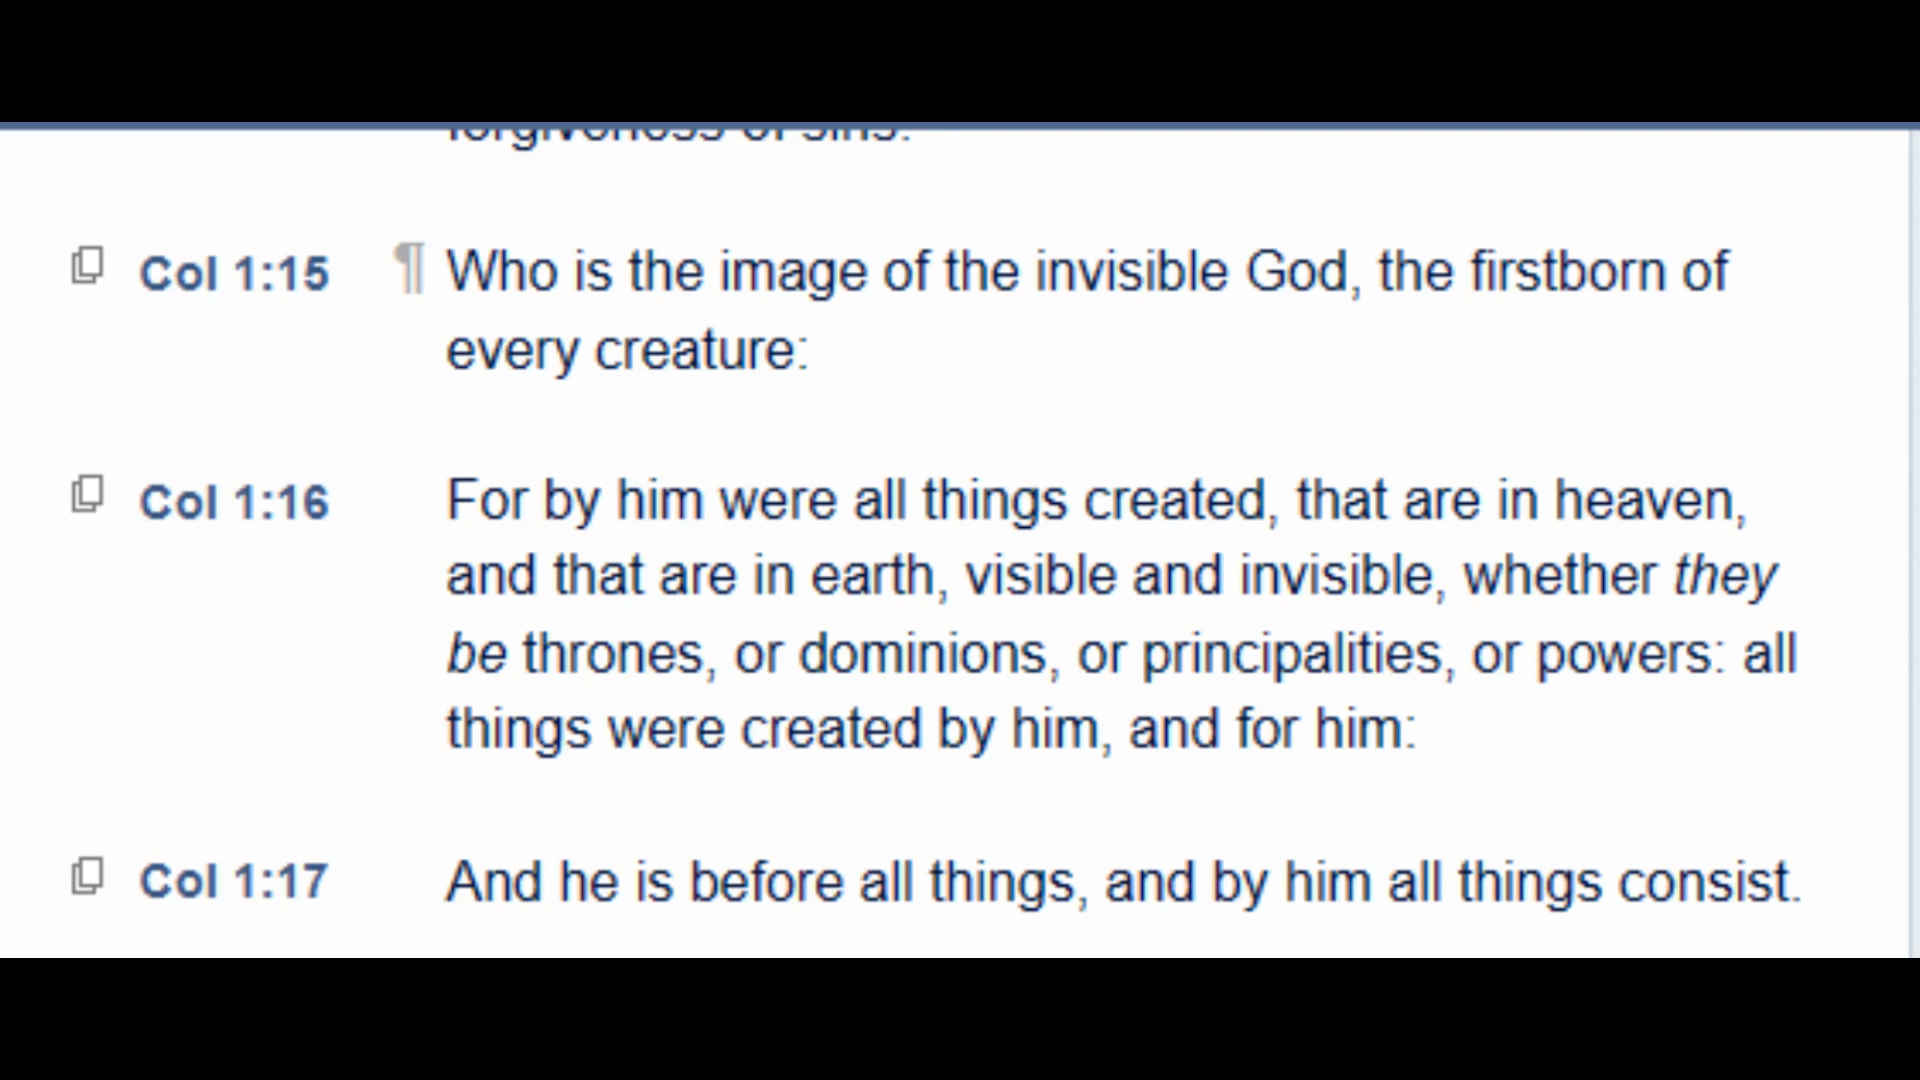 forgiveness of sins:
Col 1:15 ¶ Who is the image of the invisible God, the firstborn of
every creature:
Col 1:16 For by him were all things created, that are in heaven,
and that are in earth, visible and invisible, whether they
be thrones, or dominions, or principalities, or powers: all
things were created by him, and for him:
Col 1:17 And he is before all things, and by him all things consist.